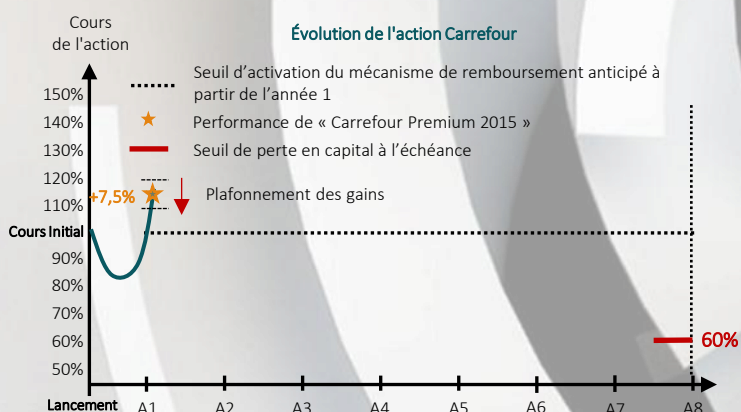 Cours
de l'action
Évolution de l'action Carrefour
Seuil d'activation du mécanisme de remboursement anticipé à
partir de l'année 1
Performance de « Carrefour Premium 2015 »
Seuil de perte en capital à l'échéance
Plafonnement des gains
150%
140%
130%
120%
+7,5%
110%
Cours Initial
90%
80%
70%
60%
60%
50%
Lancement A1 A2 A3 A4 A5 A6 A7 A8